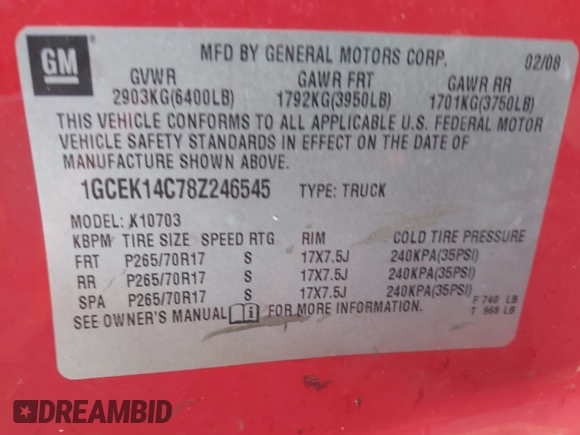 GM
MFD BY GENERAL MOTORS CORP. 02/08
GVWR GAWR FRT GAWR RR
2903KG(6400LB) 1792KG(3950LB) 1701KG(3750LB)
THIS VEHICLE CONFORMS TO ALL APPLICABLE U.S. FEDERAL MOTOR
VEHICLE SAFETY STANDARDS IN EFFECT ON THE DATE OF
MANUFACTURE SHOWN ABOVE.
1GCEK14C78Z246545 TYPE: TRUCK
MODEL: K10703
KBPM TIRE SIZE SPEED RTG RIM COLD TIRE PRESSURE
FRT P265/70R17 S 17X7.5J 240KPA(35PSI)
RR P265/70R17 S 17X7.5J 240KPA(35PSI)
SPA P265/70R17 S 17X7.5J 240KPA(35PSI)
SEE OWNER'S MANUAL FOR MORE INFORMATION.
F 740 LB
T 968 LB
DREAMBID